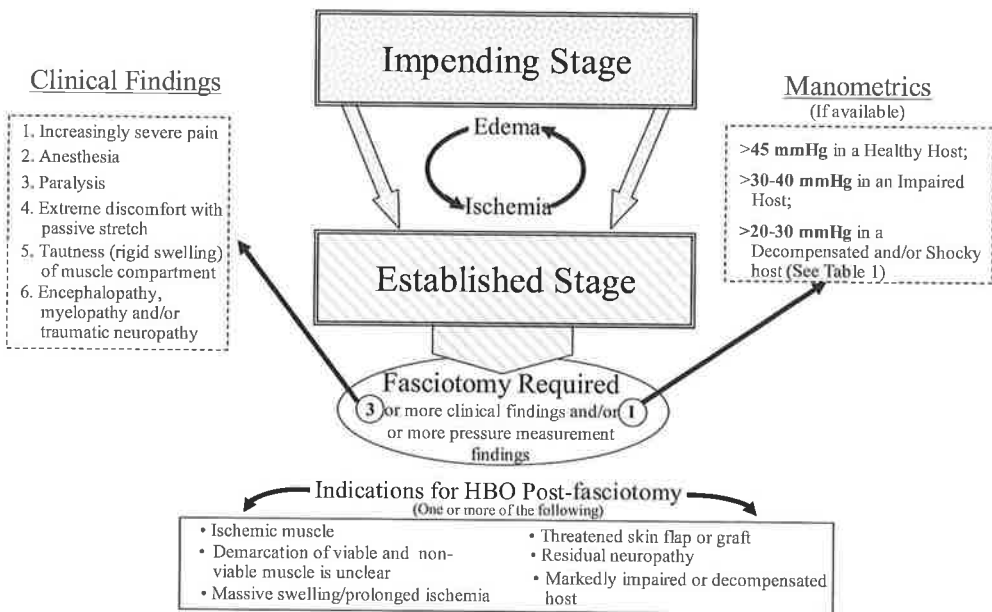 Impending Stage
Clinical Findings
1. Increasingly severe pain
2. Anesthesia
3. Paralysis
4. Extreme discomfort with
passive stretch
5. Tautness (rigid swelling)
of muscle compartment
6. Encephalopathy,
myelopathy and/or
traumatic neuropathy
Edema
Ischemia
Manometrics
(If available)
>45 mmHg in a Healthy Host;
>30-40 mmHg in an Impaired
Host;
>20-30 mmHg in a
Decompensated and/or Shocky
host (See Table 1)
Established Stage
Fasciotomy Required
3 or more clinical findings and/or 1
or more pressure measurement
findings
Indications for HBO Post-fasciotomy
(One or more of the following)
• Ischemic muscle
• Demarcation of viable and non-
viable muscle is unclear
• Massive swelling/prolonged ischemia
• Threatened skin flap or graft
• Residual neuropathy
• Markedly impaired or decompensated
host